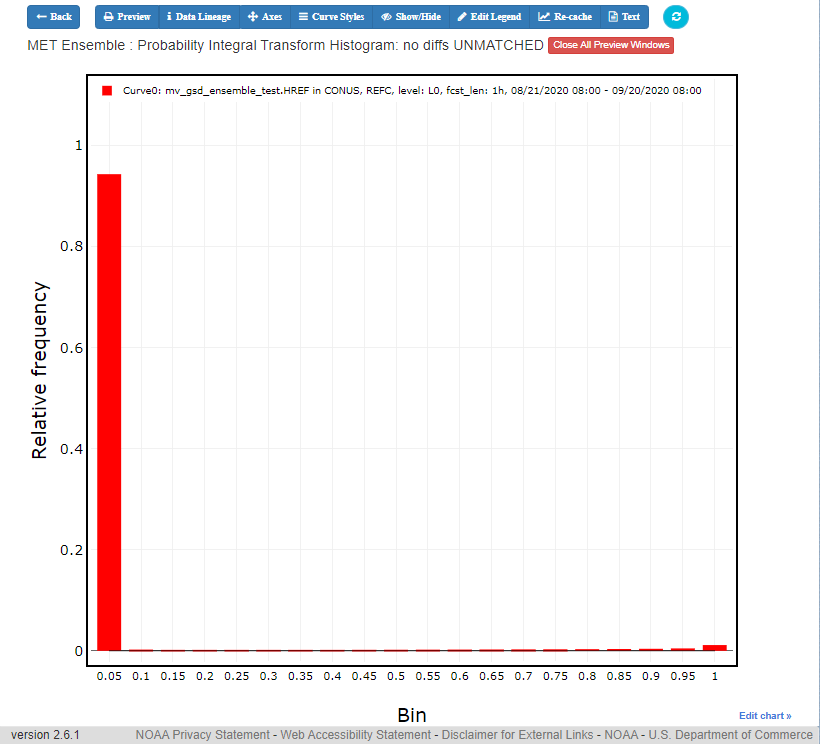 Back Preview Data Lineage Axes Curve Styles Show/Hide Edit Legend Re-cache Text
MET Ensemble : Probability Integral Transform Histogram: no diffs UNMATCHED Close All Preview Windows
Curve0: mv_gsd_ensemble_test.HREF in CONUS, REFC, level: L0, fcst_len: 1h, 08/21/2020 08:00 - 09/20/2020 08:00
1
0.8
0.6
0.4
0.2
0
Relative frequency
0.05 0.1 0.15 0.2 0.25 0.3 0.35 0.4 0.45 0.5 0.55 0.6 0.65 0.7 0.75 0.8 0.85 0.9 0.95 1
Bin
Edit chart »
version 2.6.1 NOAA Privacy Statement - Web Accessibility Statement - Disclaimer for External Links - NOAA - U.S. Department of Commerce